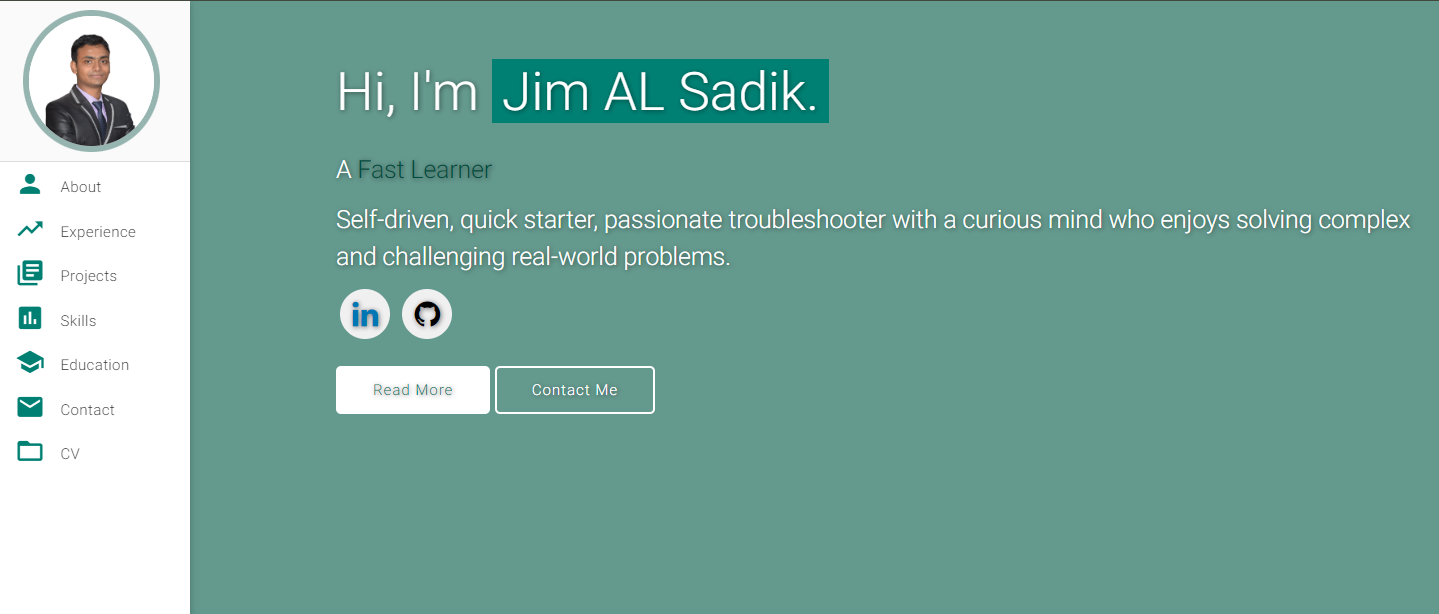 About
Experience
Projects
Skills
Education
Contact
CV
Hi, I'm Jim AL Sadik.
A Fast Learner
Self-driven, quick starter, passionate troubleshooter with a curious mind who enjoys solving complex
and challenging real-world problems.
in
Read More Contact Me